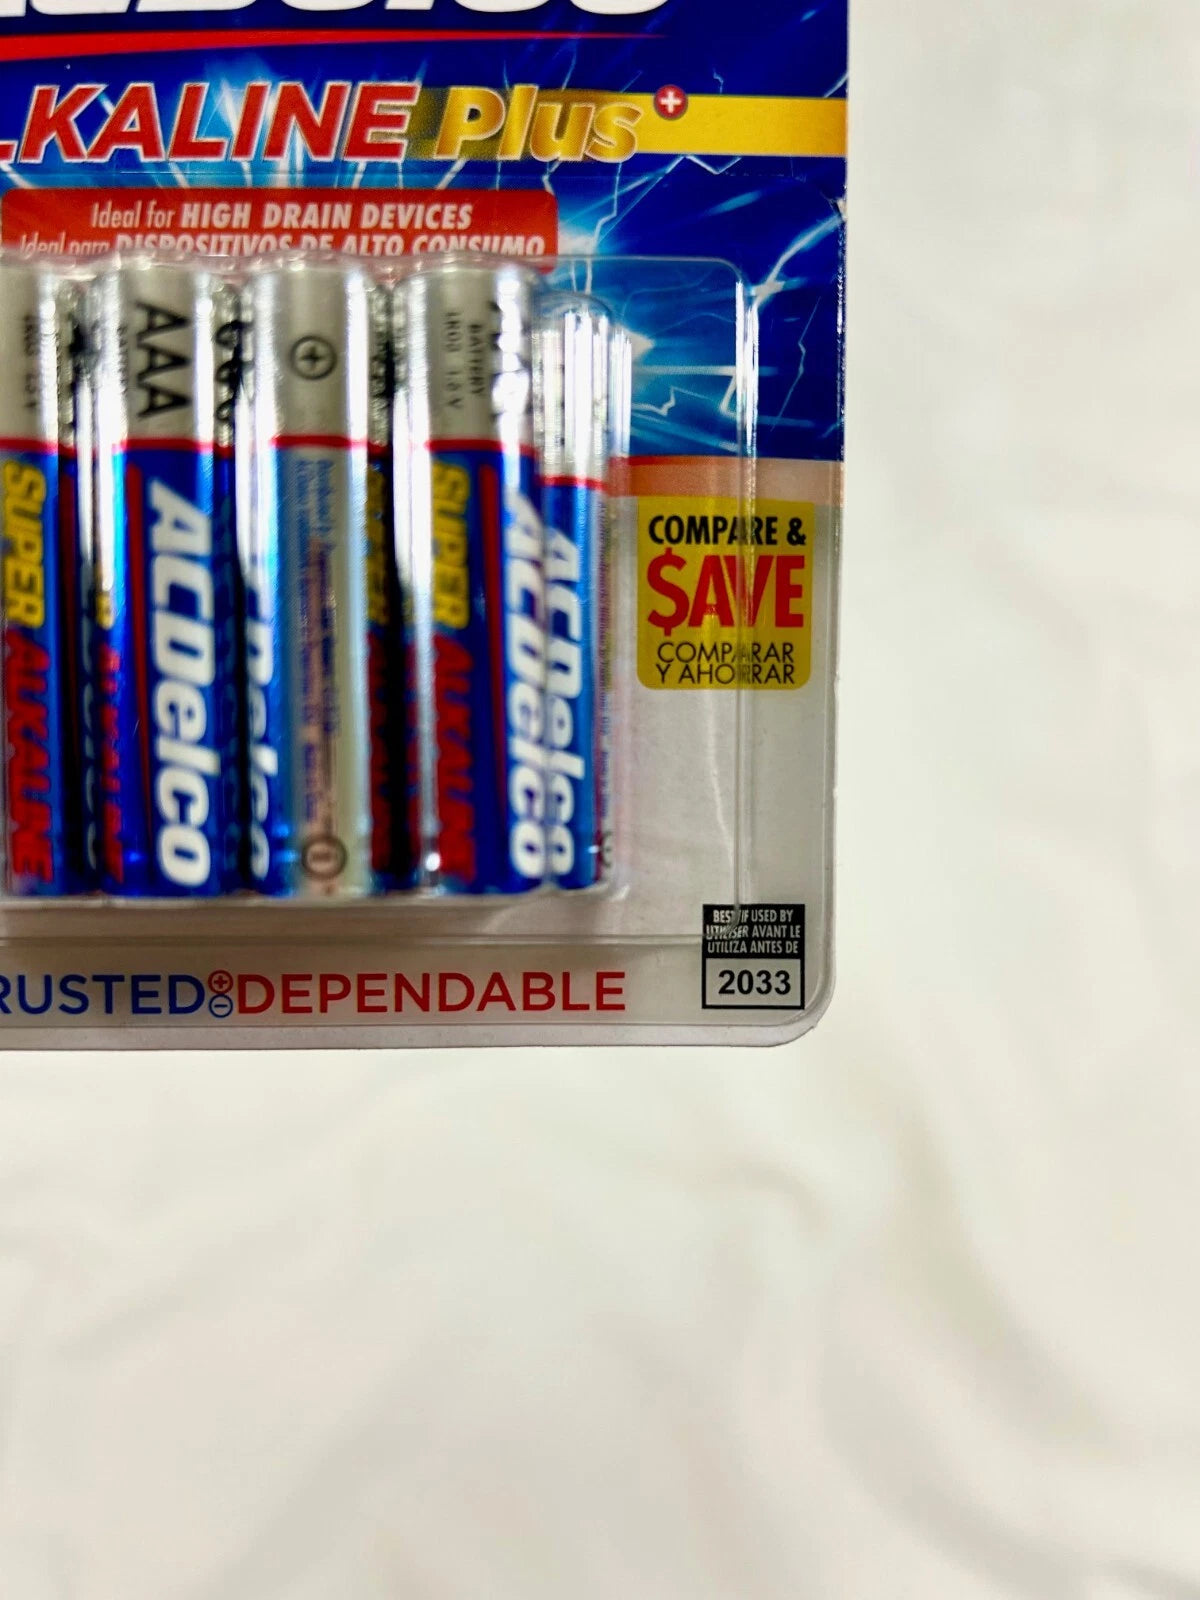 LKALINE Plus+
Ideal for HIGH DRAIN DEVICES
Ideal para DISPOSITIVOS DE ALTO CONSUMO
AAA
BATTERY
SUPER ALKALINE
ACDelco
SUPER ALKALINE
ACDelco
ACDelco
COMPARE &
$AVE
COMPARAR
Y AHORRAR
BEST IF USED BY
UTILISER AVANT LE
UTILIZA ANTES DE
2033
RUSTED DEPENDABLE